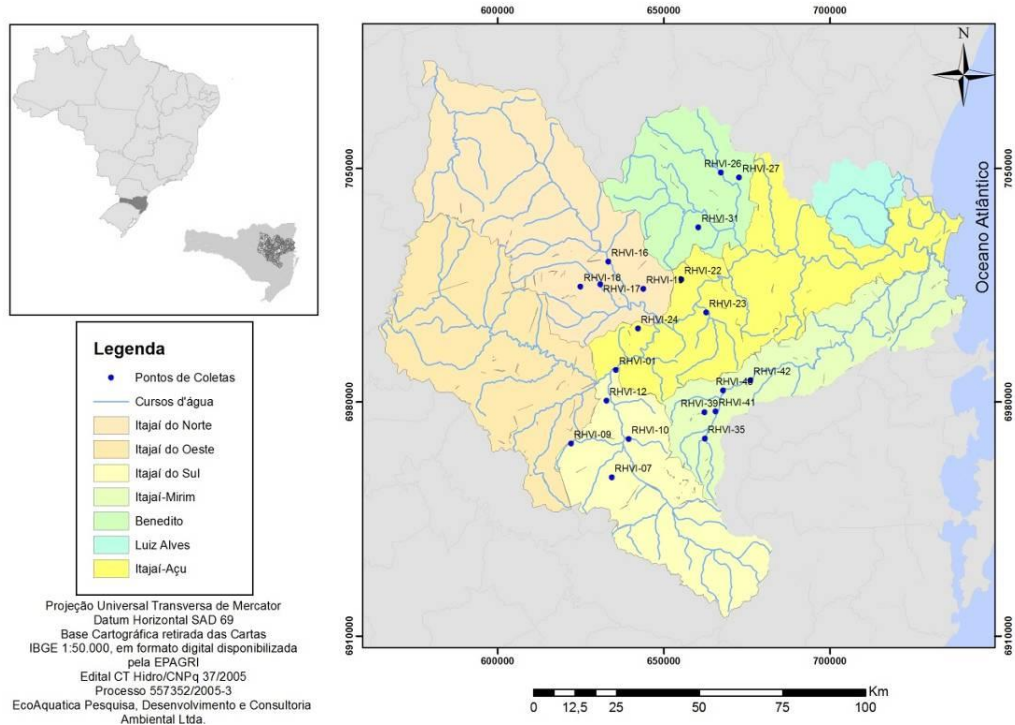 600000
650000
700000
N
7050000
6980000
6910000
Oceano Atlântico
RHVI-26
RHVI-27
RHVI-31
RHVI-16
RHVI-18
RHVI-17
RHVI-22
RHVI-23
RHVI-24
RHVI-01
RHVI-42
RHVI-12
RHVI-39
RHVI-41
RHVI-09
RHVI-10
RHVI-35
RHVI-07
7050000
6980000
6910000
600000
650000
700000
Legenda
Pontos de Coletas
Cursos d'água
Itajaí do Norte
Itajaí do Oeste
Itajaí do Sul
Itajaí-Mirim
Benedito
Luiz Alves
Itajaí-Açu
Projeção Universal Transversa de Mercator
Datum Horizontal SAD 69
Base Cartográfica retirada das Cartas
IBGE 1:50.000, em formato digital disponibilizada
pela EPAGRI
Edital CT Hidro/CNPq 37/2005
Processo 557352/2005-3
EcoAquatica Pesquisa, Desenvolvimento e Consultoria
Ambiental Ltda.
Km
0 12,5 25 50 75 100